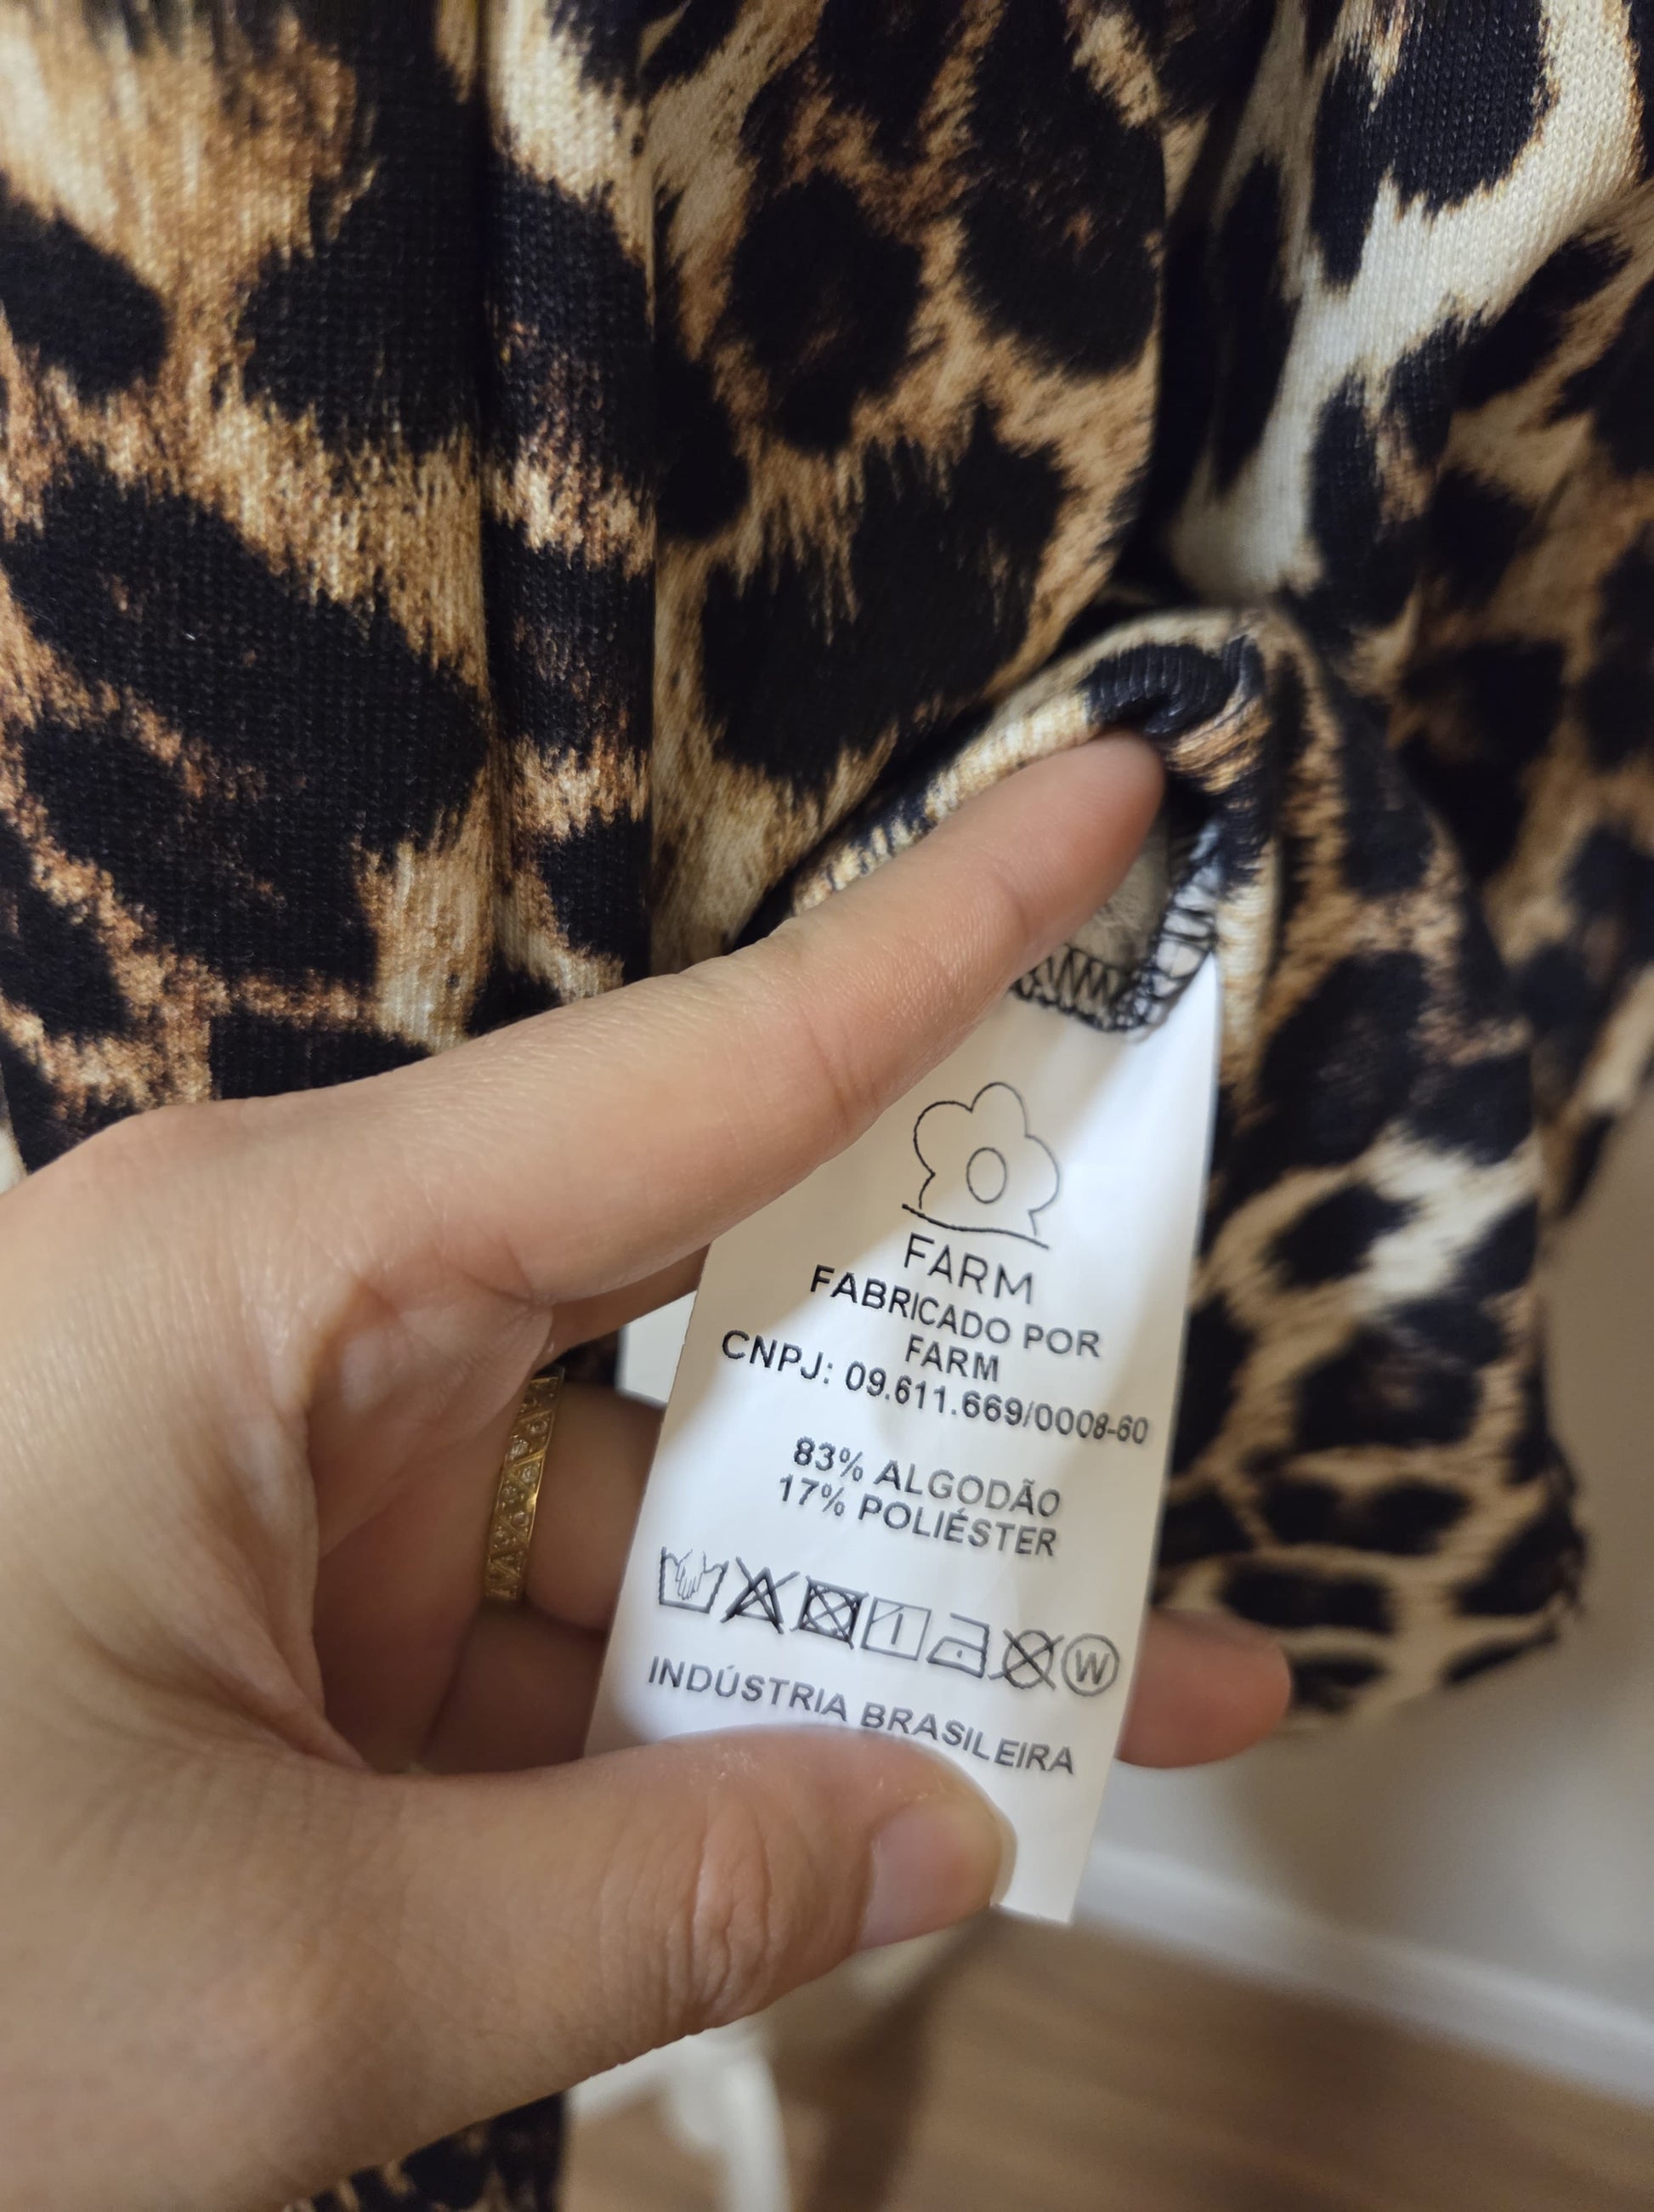 FARM
FABRICADO POR
FARM
CNPJ: 09.611.669/0008-60
83% ALGODÃO
17% POLIÉSTER
W
INDÚSTRIA BRASILEIRA